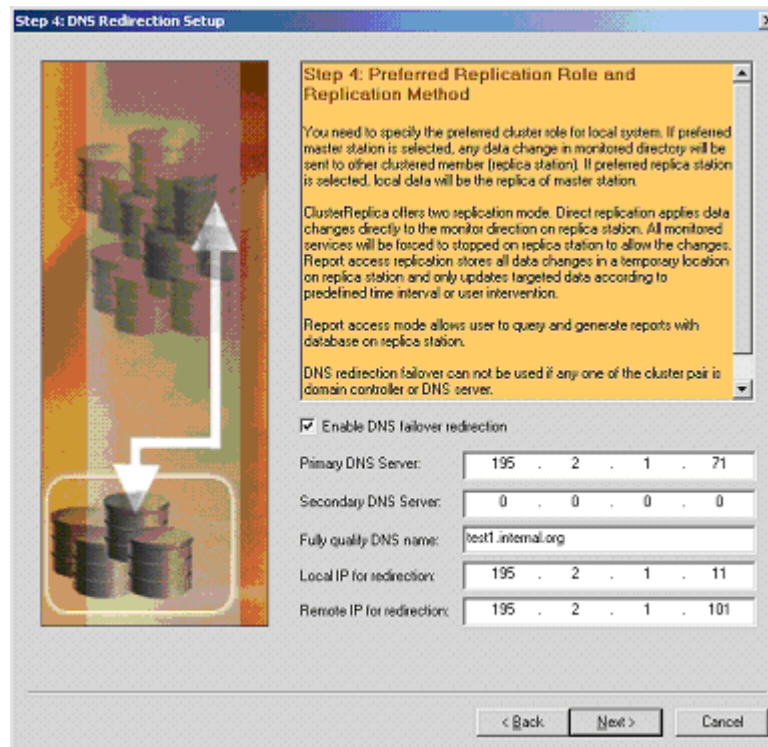 Step 4: DNS Redirection Setup
Step 4: Preferred Replication Role and
Replication Method
You need to specify the preferred cluster role for local system. If preferred
master station is selected, any data change in monitored directory will be
sent to other clustered member (replica station). If preferred replica station
is selected, local data will be the replica of master station.
ClusterReplica offers two replication mode. Direct replication applies data
changes directly to the monitor direction on replica station. All monitored
services will be forced to stopped on replica station to allow the changes.
Report access replication stores all data changes in a temporary location
on replica station and only updates targeted data according to
predefined time interval or user intervention.
Report access mode allows user to query and generate reports with
database on replica station.
DNS redirection failover can not be used if any one of the cluster pair is
domain controller or DNS server.
Enable DNS failover redirection
Primary DNS Server: 195 . 2 . 1 . 71
Secondary DNS Server: 0 . 0 . 0 . 0
Fully quality DNS name: test1.internal.org
Local IP for redirection: 195 . 2 . 1 . 11
Remote IP for redirection: 195 . 2 . 1 . 101
< Back Next > Cancel